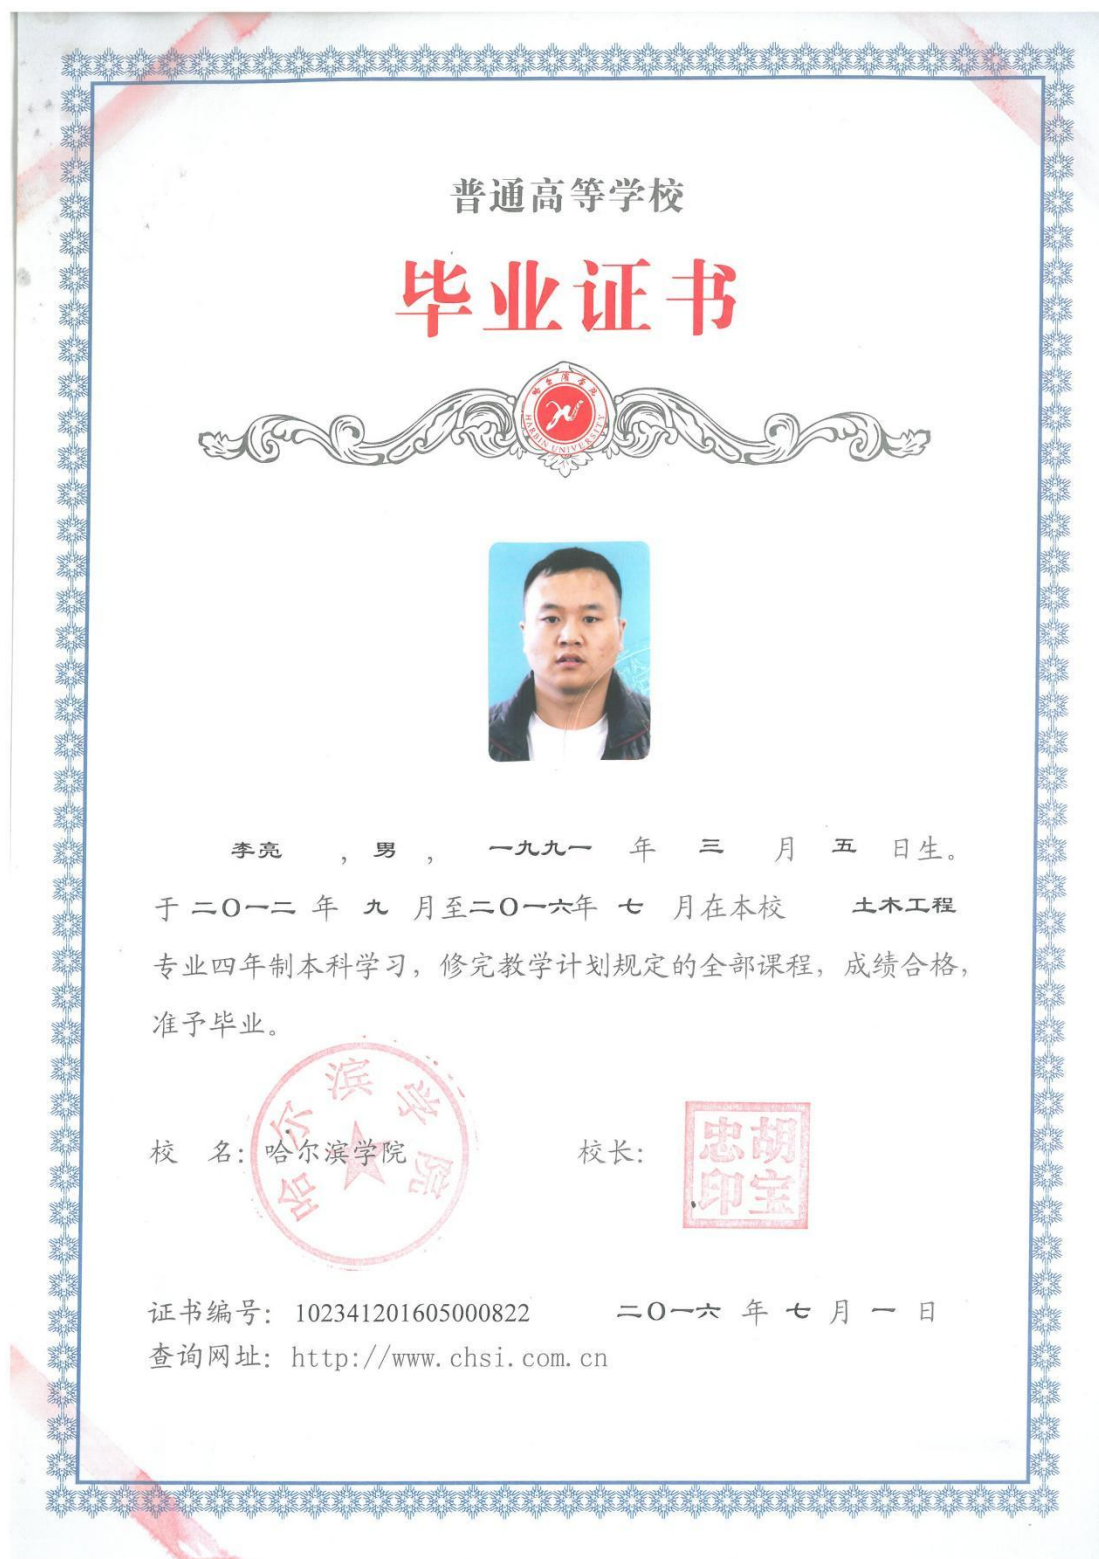 普通高等学校
毕业证书
哈尔滨学院
HARBIN UNIVERSITY
李亮 ，男， 一九九一 年 三 月 五 日生。
于二〇一二 年 九 月至二〇一六年 七 月在本校 土木工程
专业四年制本科学习，修完教学计划规定的全部课程，成绩合格，
准予毕业。
哈尔滨学院
校 名：哈尔滨学院 校长：
胡宝忠印
证书编号：102341201605000822 二〇一六 年 七 月 一 日
查询网址：http://www.chsi.com.cn